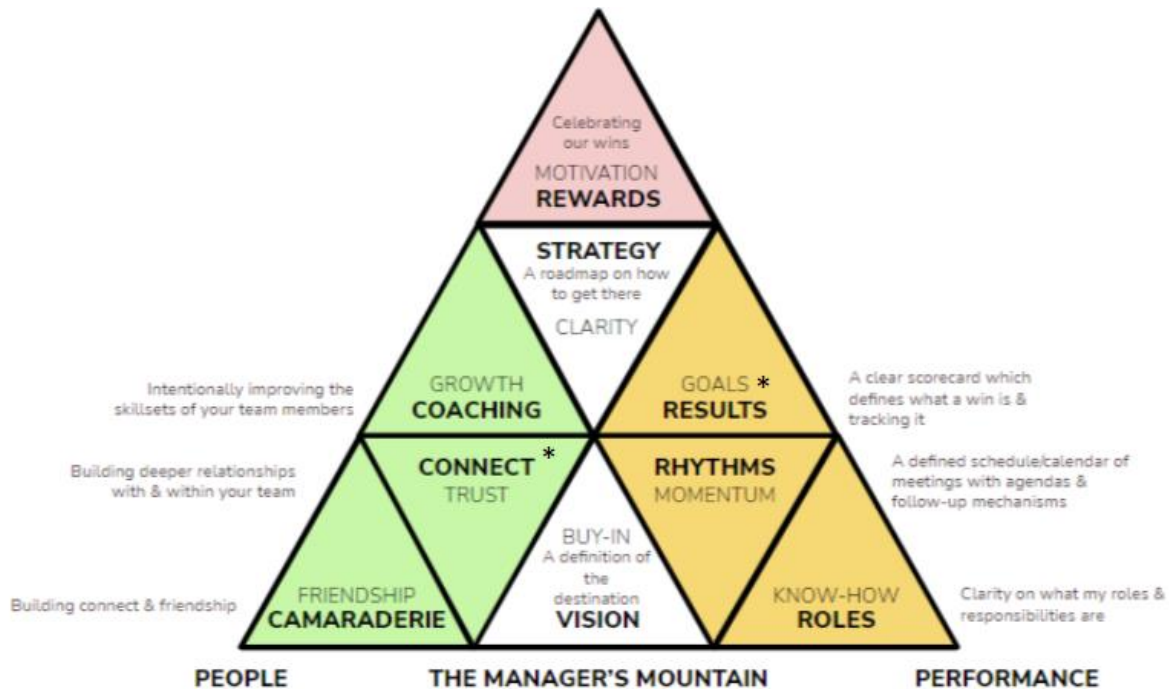 Celebrating
our wins
MOTIVATION
REWARDS
STRATEGY
A roadmap on how
to get there
CLARITY
Intentionally improving the
skillsets of your team members
GROWTH
COACHING
GOALS *
RESULTS
A clear scorecard which
defines what a win is &
tracking it
Building deeper relationships
with & within your team
CONNECT *
TRUST
RHYTHMS
MOMENTUM
A defined schedule/calendar of
meetings with agendas &
follow-up mechanisms
Building connect & friendship
FRIENDSHIP
CAMARADERIE
BUY-IN
A definition of
the
destination
VISION
KNOW-HOW
ROLES
Clarity on what my roles &
responsibilities are
PEOPLE
THE MANAGER'S MOUNTAIN
PERFORMANCE